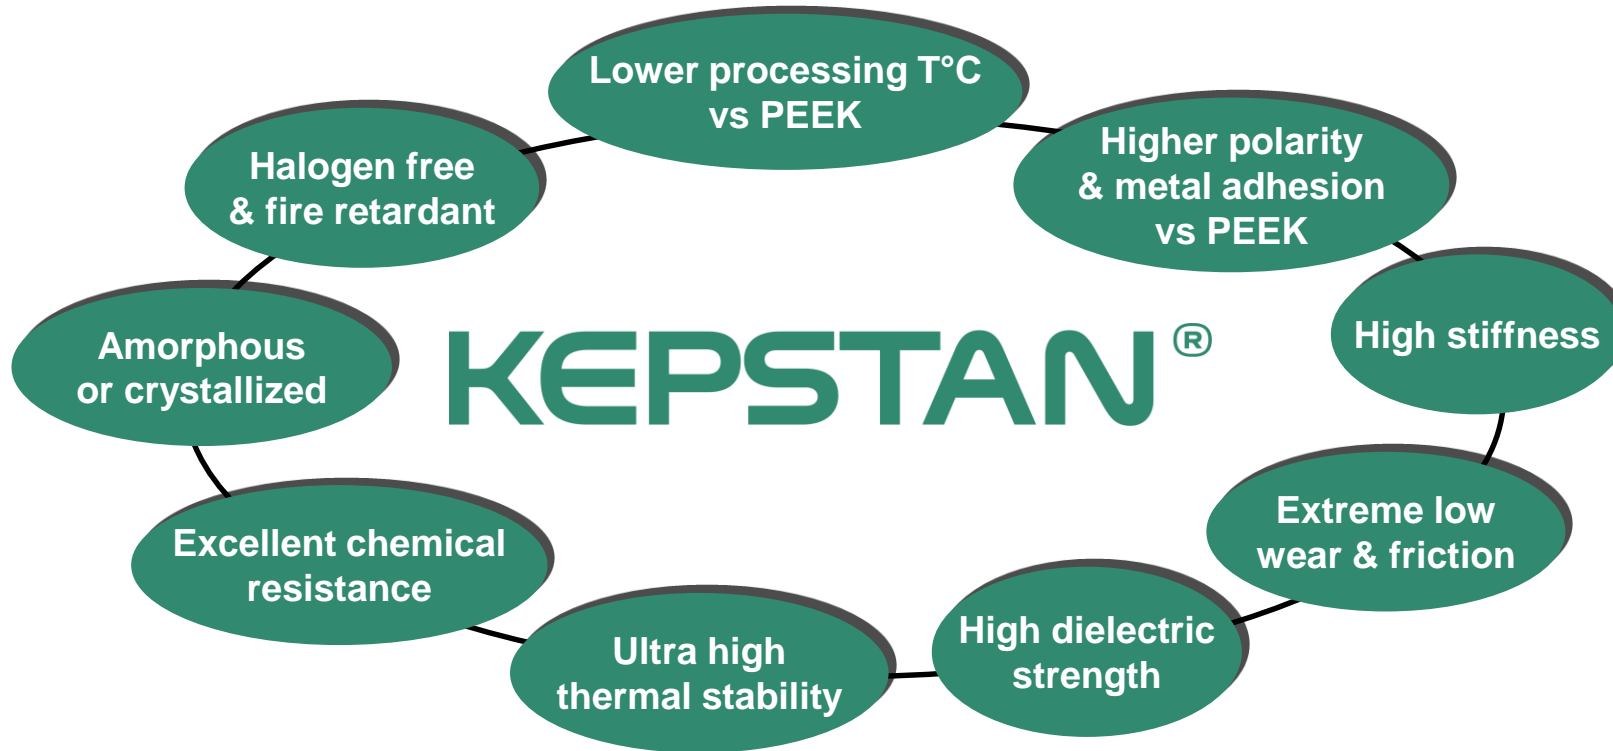 Lower processing T°C
vs PEEK
Higher polarity
& metal adhesion
vs PEEK
High stiffness
Extreme low
wear & friction
High dielectric
strength
Ultra high
thermal stability
Excellent chemical
resistance
Amorphous
or crystallized
Halogen free
& fire retardant
KEPSTAN®